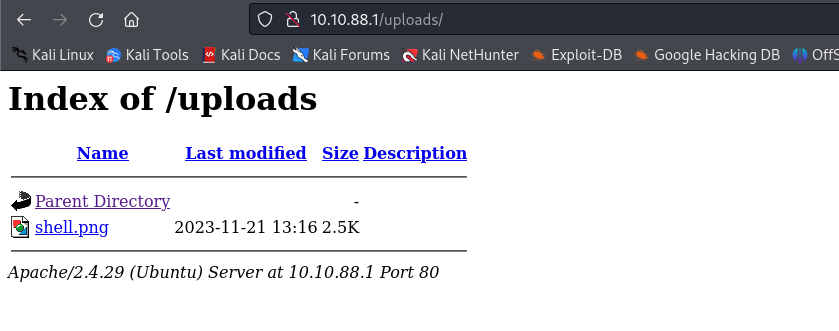 10.10.88.1/uploads/
Kali Linux Kali Tools Kali Docs Kali Forums Kali NetHunter Exploit-DB Google Hacking DB OffS
Index of /uploads
Name Last modified Size Description
Parent Directory -
shell.png 2023-11-21 13:16 2.5K
Apache/2.4.29 (Ubuntu) Server at 10.10.88.1 Port 80